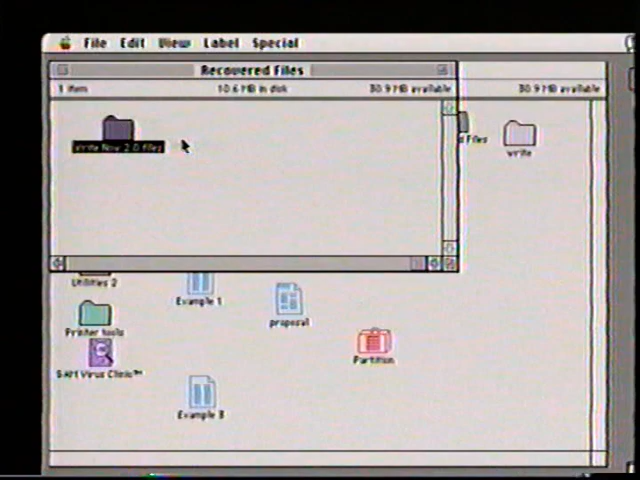 File Edit View Label Special
Recovered Files
1 item 10.6 MB in disk 30.9 MB available 30.9 MB available
Write Now 2.0 files
d Files
write
Utilities 2
Example 1
proposal
Printer tools
Partition
SAM Virus Clinic™
Example 3